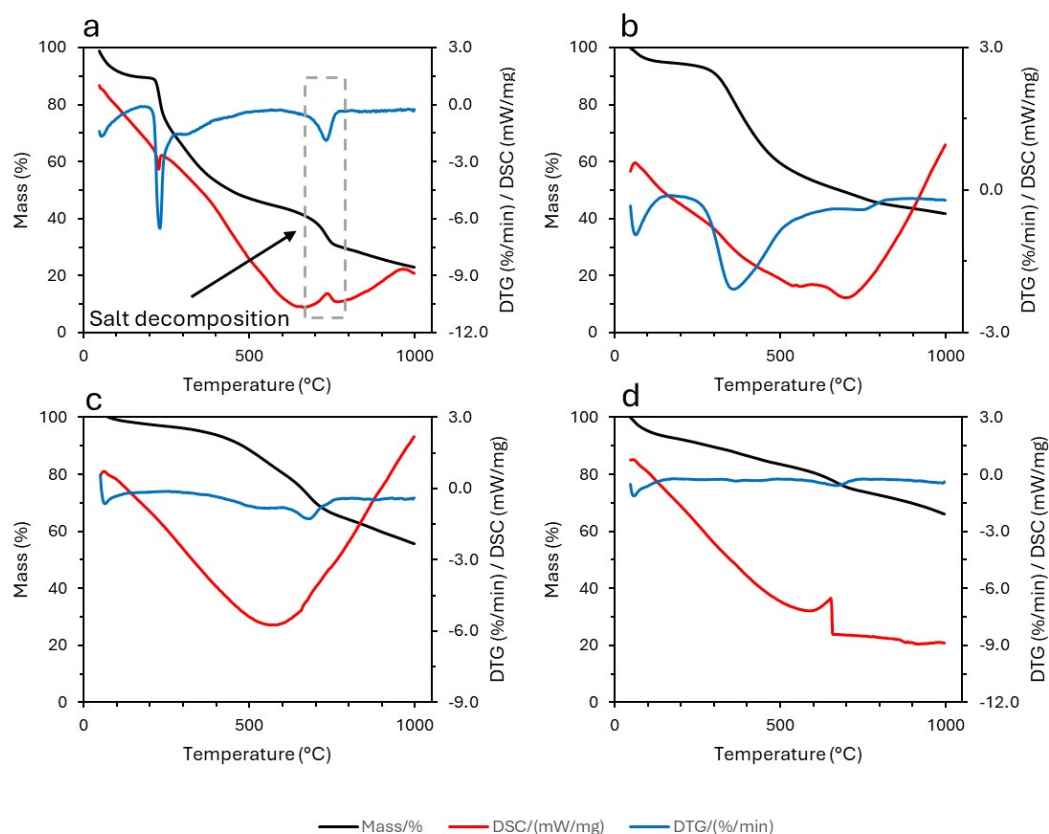 a
100
80
60
40
20
0
Mass (%)
3.0
0.0
-3.0
-6.0
-9.0
-12.0
DTG (%/min) / DSC (mW/mg)
Salt decomposition
0 500 1000
Temperature (°C)
b
100
80
60
40
20
0
Mass (%)
3.0
0.0
-3.0
DTG (%/min) / DSC (mW/mg)
0 500 1000
Temperature (°C)
c
100
80
60
40
20
0
Mass (%)
3.0
0.0
-3.0
-6.0
-9.0
DTG (%/min) / DSC (mW/mg)
0 500 1000
Temperature (°C)
d
100
80
60
40
20
0
Mass (%)
3.0
0.0
-3.0
-6.0
-9.0
-12.0
DTG (%/min) / DSC (mW/mg)
0 500 1000
Temperature (°C)
Mass/% DSC/(mW/mg) DTG/(%/min)